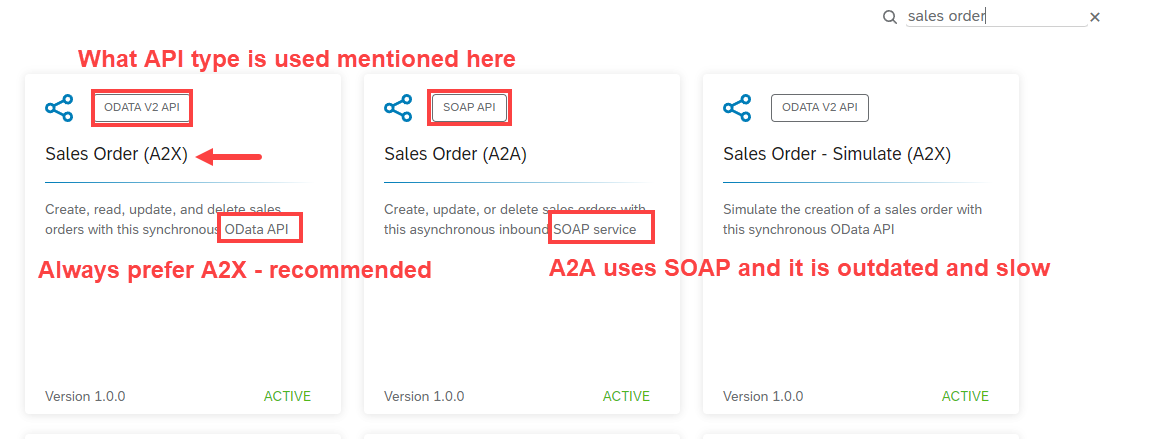 sales order
What API type is used mentioned here
ODATA V2 API
SOAP API
ODATA V2 API
Sales Order (A2X)
Sales Order (A2A)
Sales Order - Simulate (A2X)
Create, read, update, and delete sales
orders with this synchronous OData API
Create, update, or delete sales orders with
this asynchronous inbound SOAP service
Simulate the creation of a sales order with
this synchronous OData API
Always prefer A2X - recommended
A2A uses SOAP and it is outdated and slow
Version 1.0.0
ACTIVE
Version 1.0.0
ACTIVE
Version 1.0.0
ACTIVE